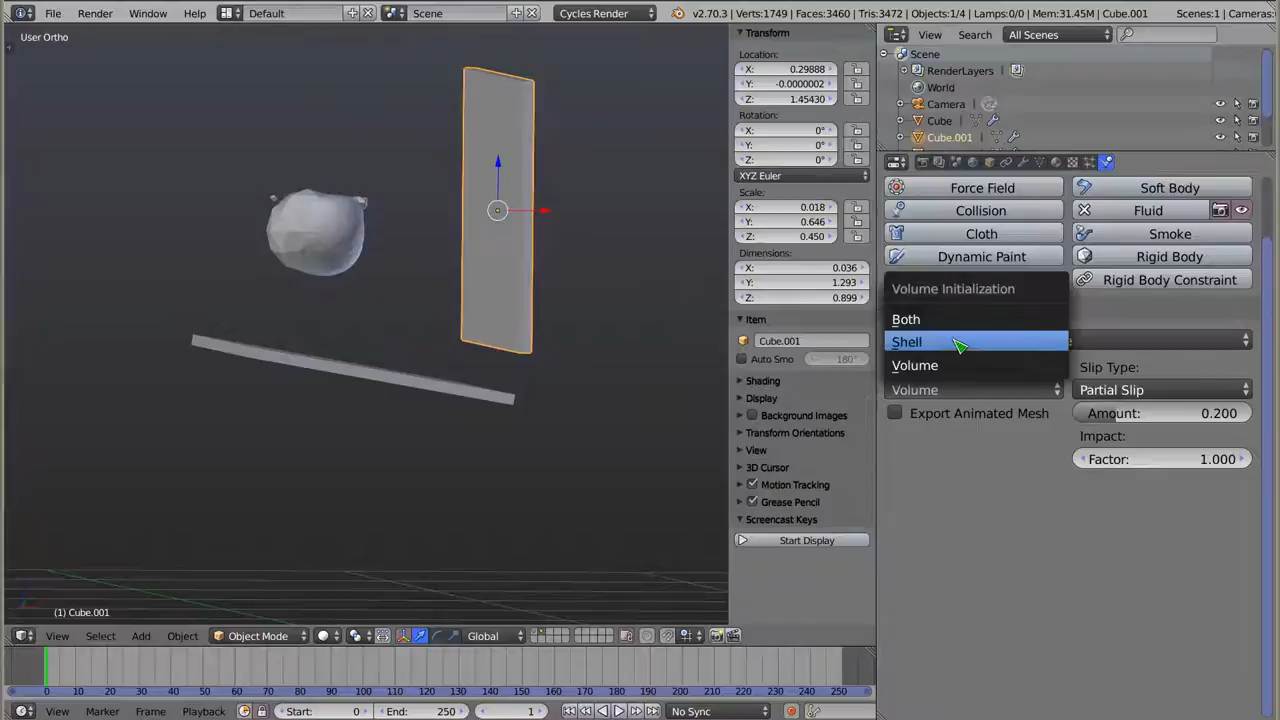 File Render Window Help Default Scene Cycles Render v2.70.3 | Verts:1749 | Faces:3460 | Tris:3472 | Objects:1/4 | Lamps:0/0 | Mem:31.45M | Cube.001 Scenes:1 | Cameras:
User Ortho
Transform
Location:
X: 0.29888
Y: -0.0000002
Z: 1.45430
Rotation:
X: 0°
Y: 0°
Z: 0°
XYZ Euler
Scale:
X: 0.018
Y: 0.646
Z: 0.450
Dimensions:
X: 0.036
Y: 1.293
Z: 0.899
Item
Cube.001
Auto Smo 180°
Shading
Display
Background Images
Transform Orientations
View
3D Cursor
Motion Tracking
Grease Pencil
Screencast Keys
Start Display
View Search All Scenes
Scene
RenderLayers
World
Camera
Cube
Cube.001
Force Field Soft Body
Collision Fluid
Cloth Smoke
Dynamic Paint Rigid Body
Rigid Body Constraint
Volume Initialization
Both
Shell
Volume
Volume
Slip Type:
Partial Slip
Export Animated Mesh
Amount: 0.200
Impact:
Factor: 1.000
(1) Cube.001
View Select Add Object Object Mode Global
0 10 20 30 40 50 60 70 80 90 100 110 120 130 140 150 160 170 180 190 200 210 220 230 240 250
View Marker Frame Playback Start: 0 End: 250 1 No Sync